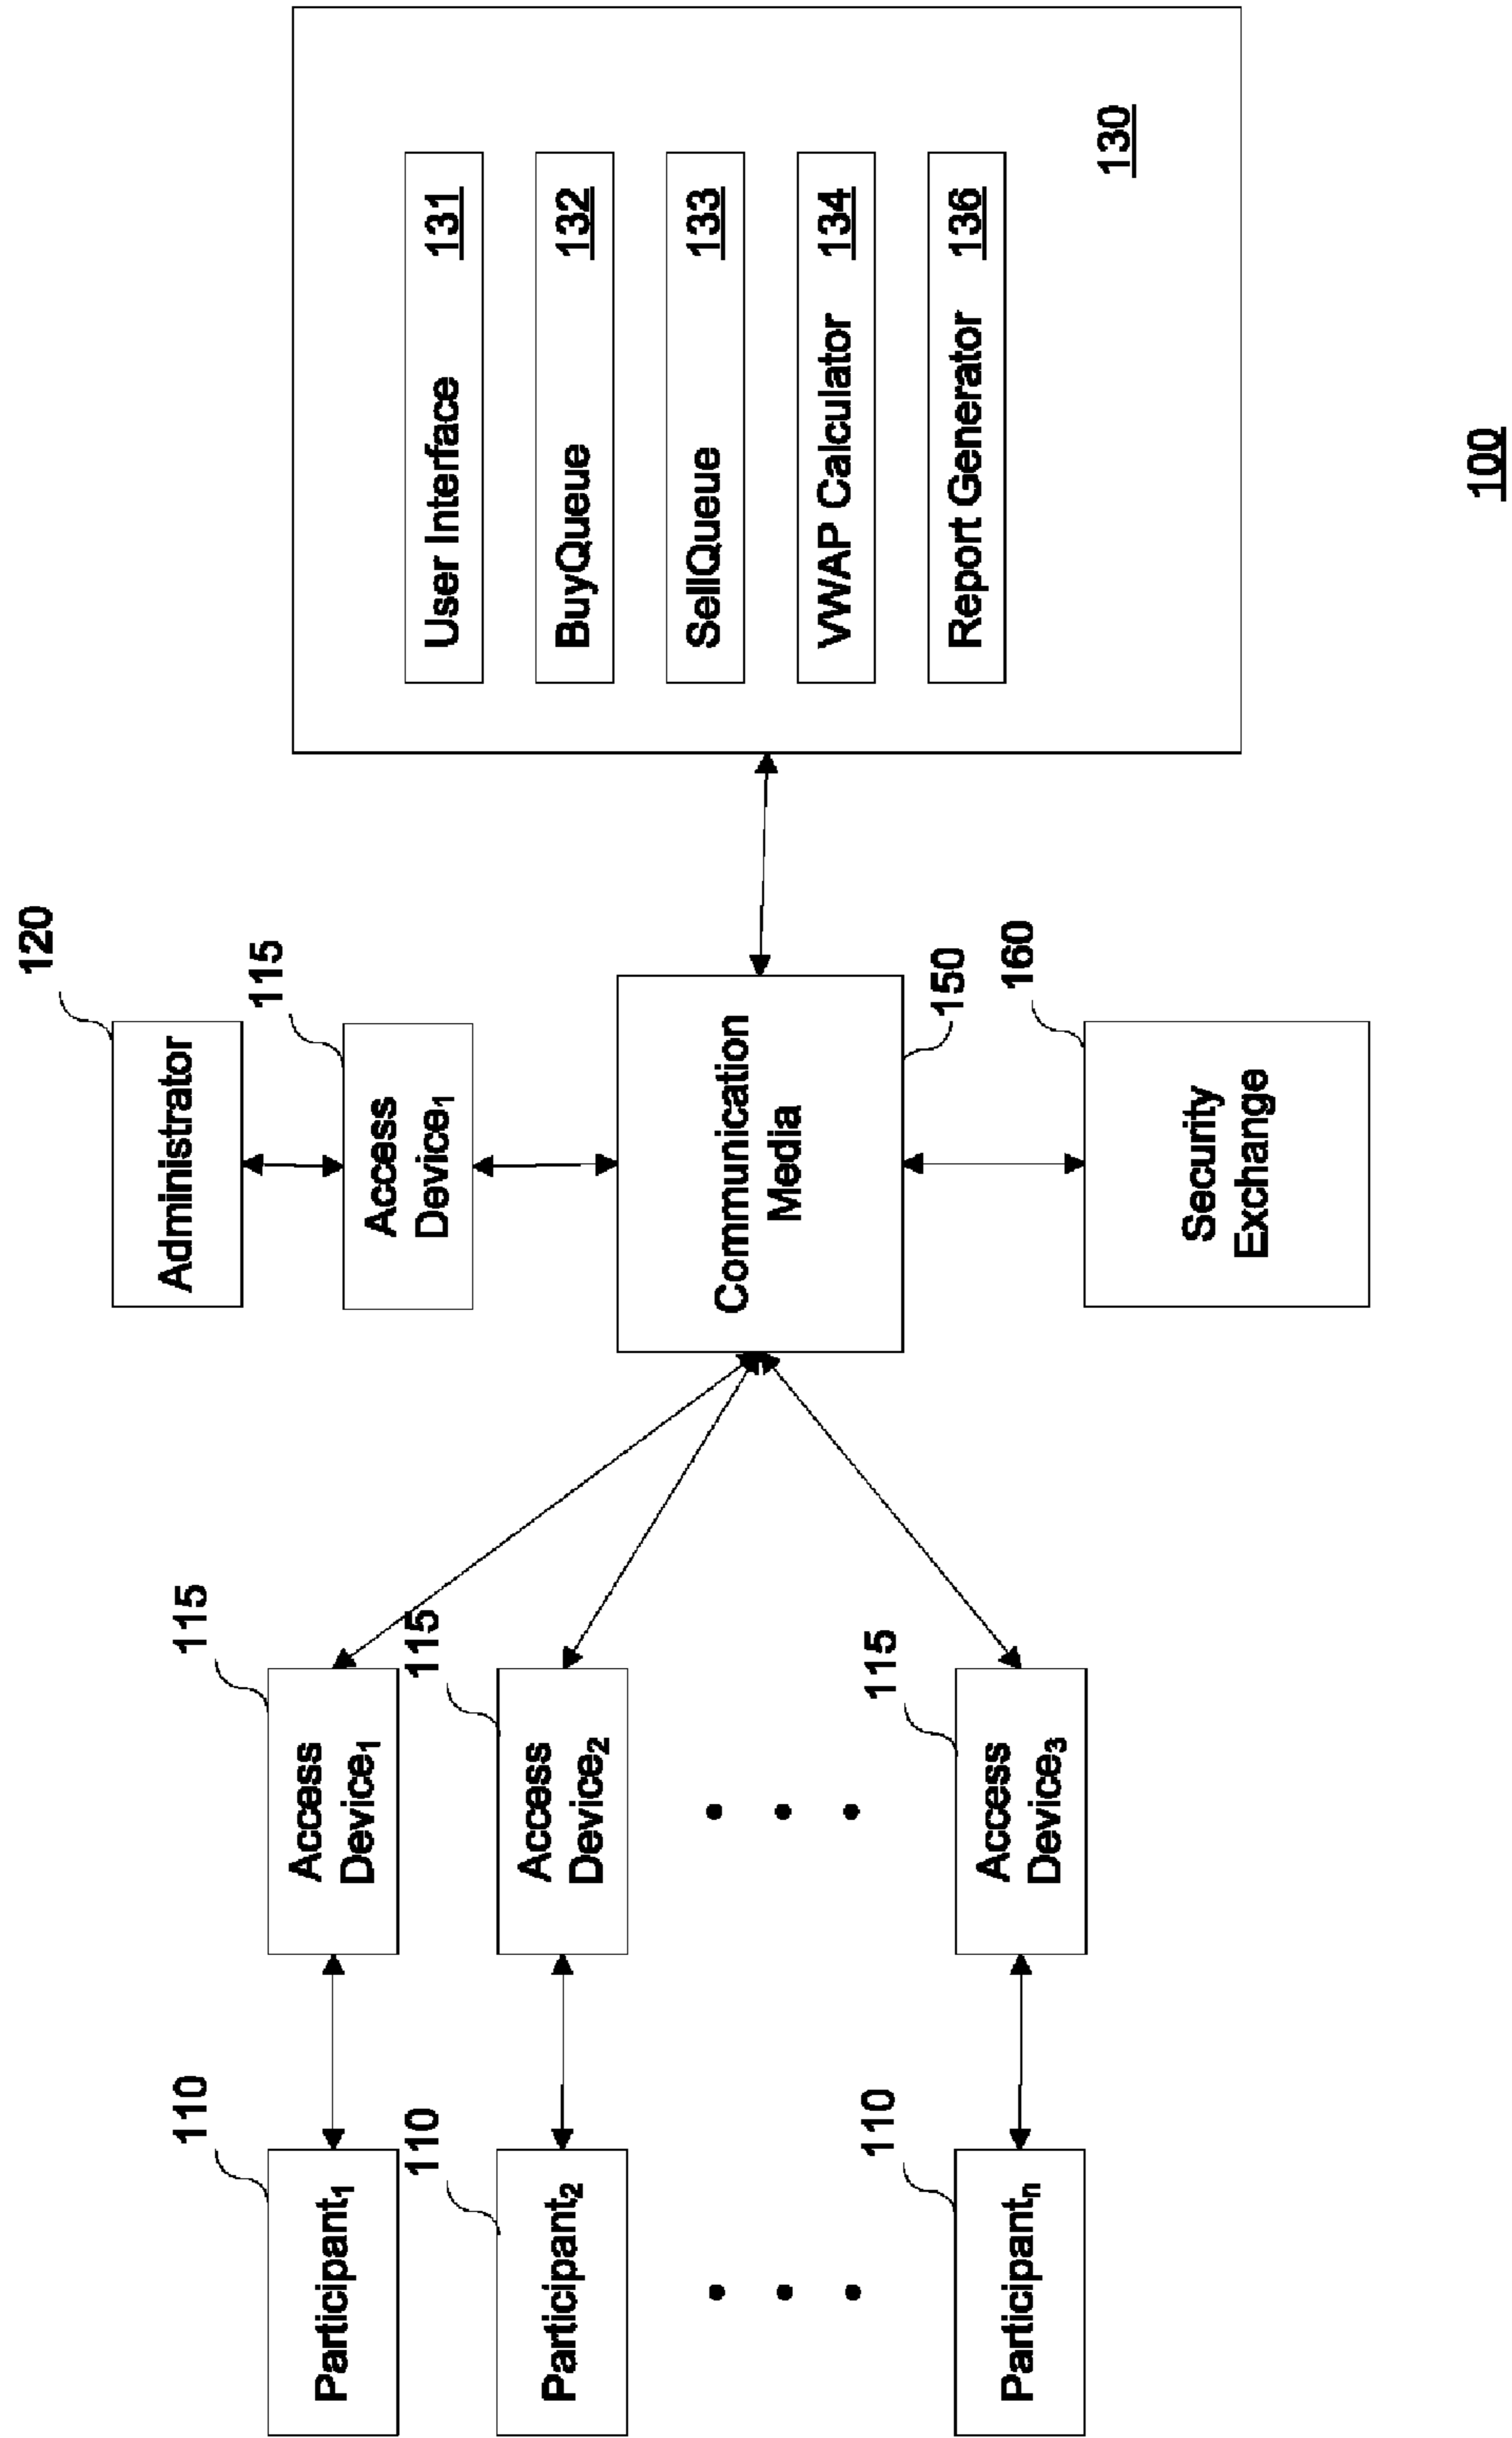 120
Administrator
115
Access
Device₁
110
Participant₁
115
Access
Device₁
110
Participant₂
115
Access
Device₂
110
Participantₙ
115
Access
Device₃
Communication
Media
150
160
Security
Exchange
User Interface 131
BuyQueue 132
SellQueue 133
VWAP Calculator 134
Report Generator 136
130
100